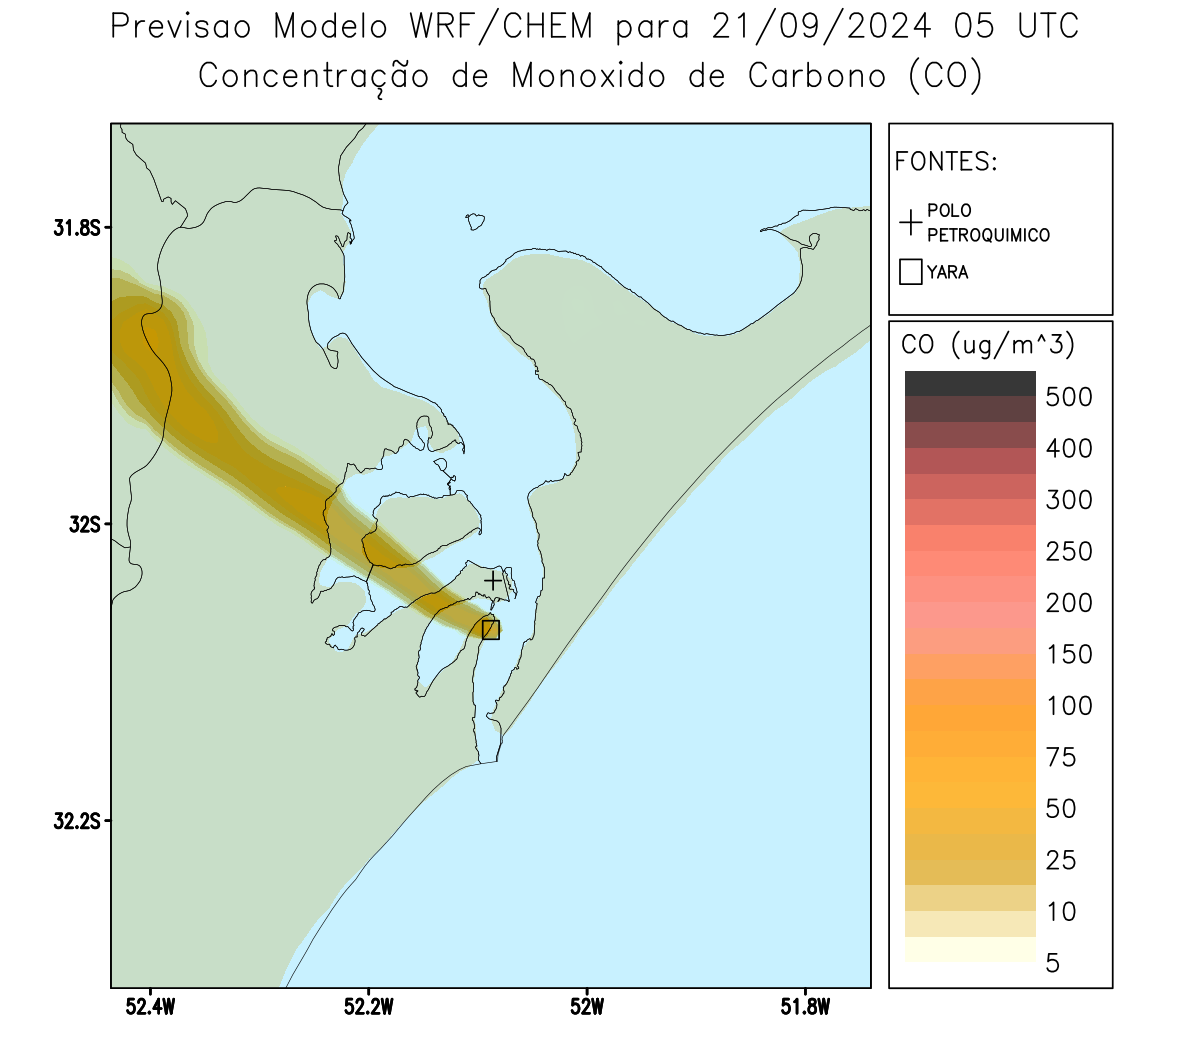 Previsao Modelo WRF/CHEM para 21/09/2024 05 UTC
Concentração de Monoxido de Carbono (CO)
FONTES:
POLO
PETROQUIMICO
YARA
CO (ug/m^3)
500
400
300
250
200
150
100
75
50
25
10
5
31.8S
32S
32.2S
52.4W
52.2W
52W
51.8W